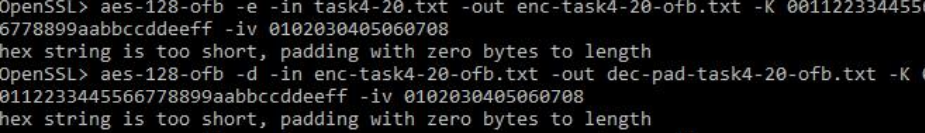 OpenSSL> aes-128-ofb -e -in task4-20.txt -out enc-task4-20-ofb.txt -K 00112233445
6778899aabbccddeeff -iv 0102030405060708
hex string is too short, padding with zero bytes to length
OpenSSL> aes-128-ofb -d -in enc-task4-20-ofb.txt -out dec-pad-task4-20-ofb.txt -K
0112233445566778899aabbccddeeff -iv 0102030405060708
hex string is too short, padding with zero bytes to length